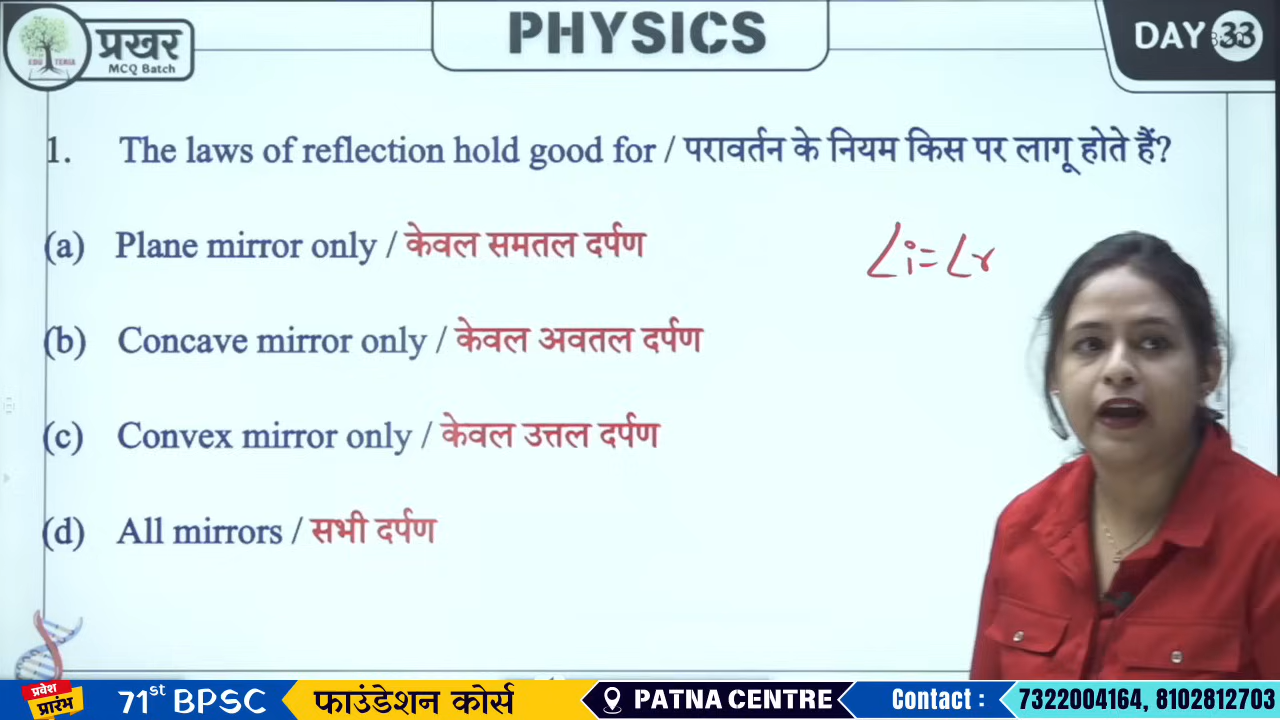 EDU TERIA
प्रखर
MCQ Batch
PHYSICS
DAY 33
1. The laws of reflection hold good for / परावर्तन के नियम किस पर लागू होते हैं?
(a) Plane mirror only / केवल समतल दर्पण
∠i=∠r
(b) Concave mirror only / केवल अवतल दर्पण
(c) Convex mirror only / केवल उत्तल दर्पण
(d) All mirrors / सभी दर्पण
प्रवेश प्रारंभ
71st BPSC
फाउंडेशन कोर्स
PATNA CENTRE
Contact :
7322004164, 8102812703